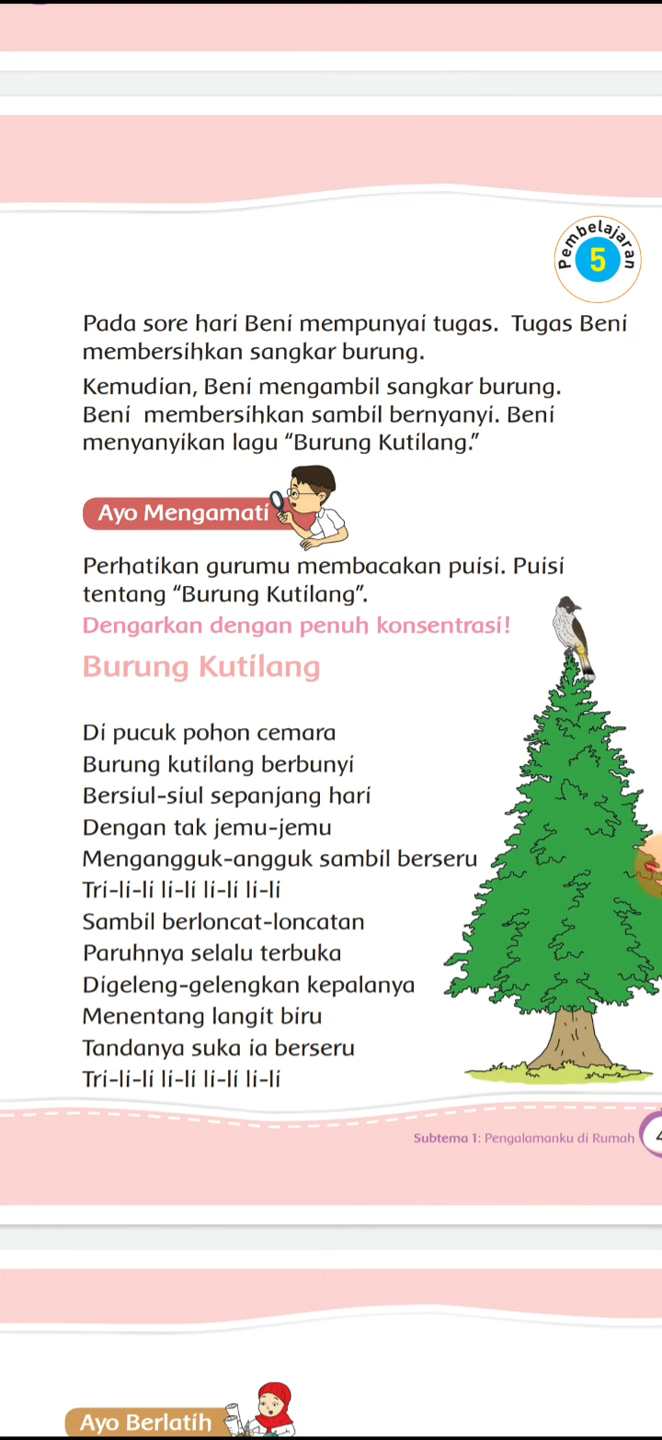 Pembelajaran
5
Pada sore hari Beni mempunyai tugas. Tugas Beni
membersihkan sangkar burung.
Kemudian, Beni mengambil sangkar burung.
Beni membersihkan sambil bernyanyi. Beni
menyanyikan lagu “Burung Kutilang.”
Ayo Mengamati
Perhatikan gurumu membacakan puisi. Puisi
tentang “Burung Kutilang”.
Dengarkan dengan penuh konsentrasi!
Burung Kutilang
Di pucuk pohon cemara
Burung kutilang berbunyi
Bersiul-siul sepanjang hari
Dengan tak jemu-jemu
Mengangguk-angguk sambil berseru
Tri-li-li li-li li-li li-li
Sambil berloncat-loncatan
Paruhnya selalu terbuka
Digeleng-gelengkan kepalanya
Menentang langit biru
Tandanya suka ia berseru
Tri-li-li li-li li-li li-li
Subtema 1: Pengalamanku di Rumah
Ayo Berlatih